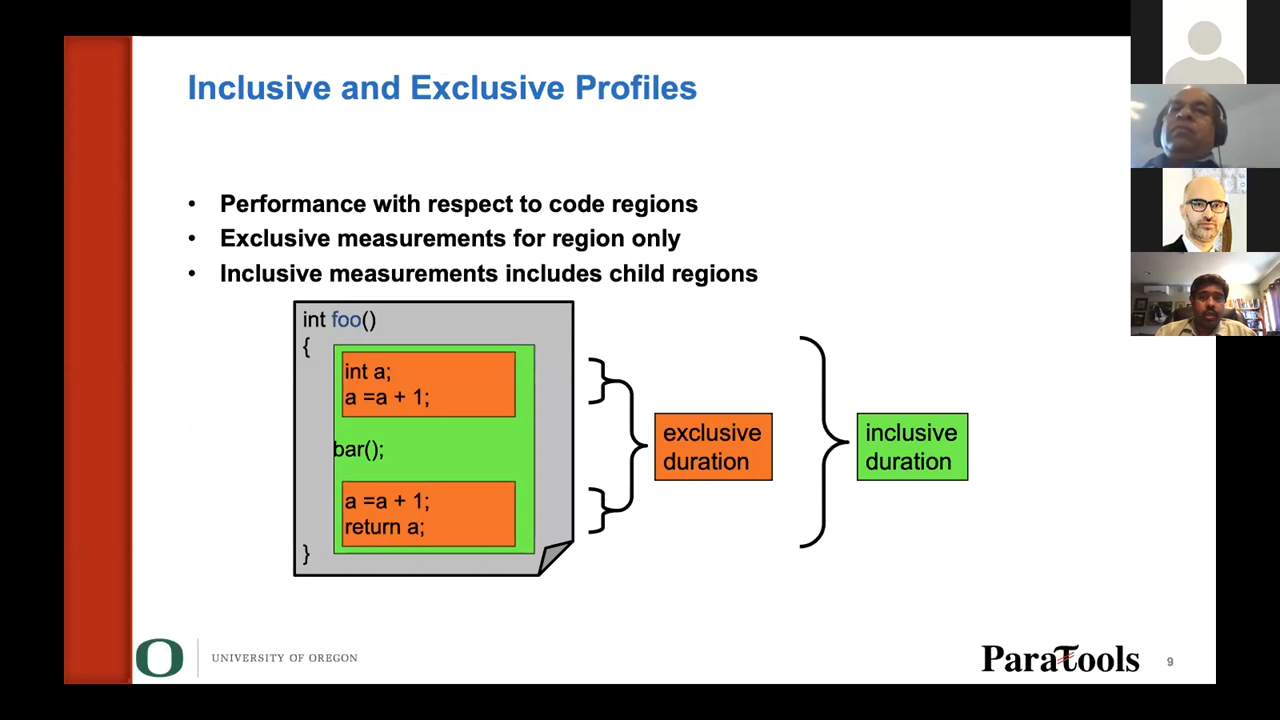 Inclusive and Exclusive Profiles
• Performance with respect to code regions
• Exclusive measurements for region only
• Inclusive measurements includes child regions
int foo()
{
int a;
a =a + 1;
bar();
a =a + 1;
return a;
}
exclusive
duration
inclusive
duration
O UNIVERSITY OF OREGON
ParaTools
9